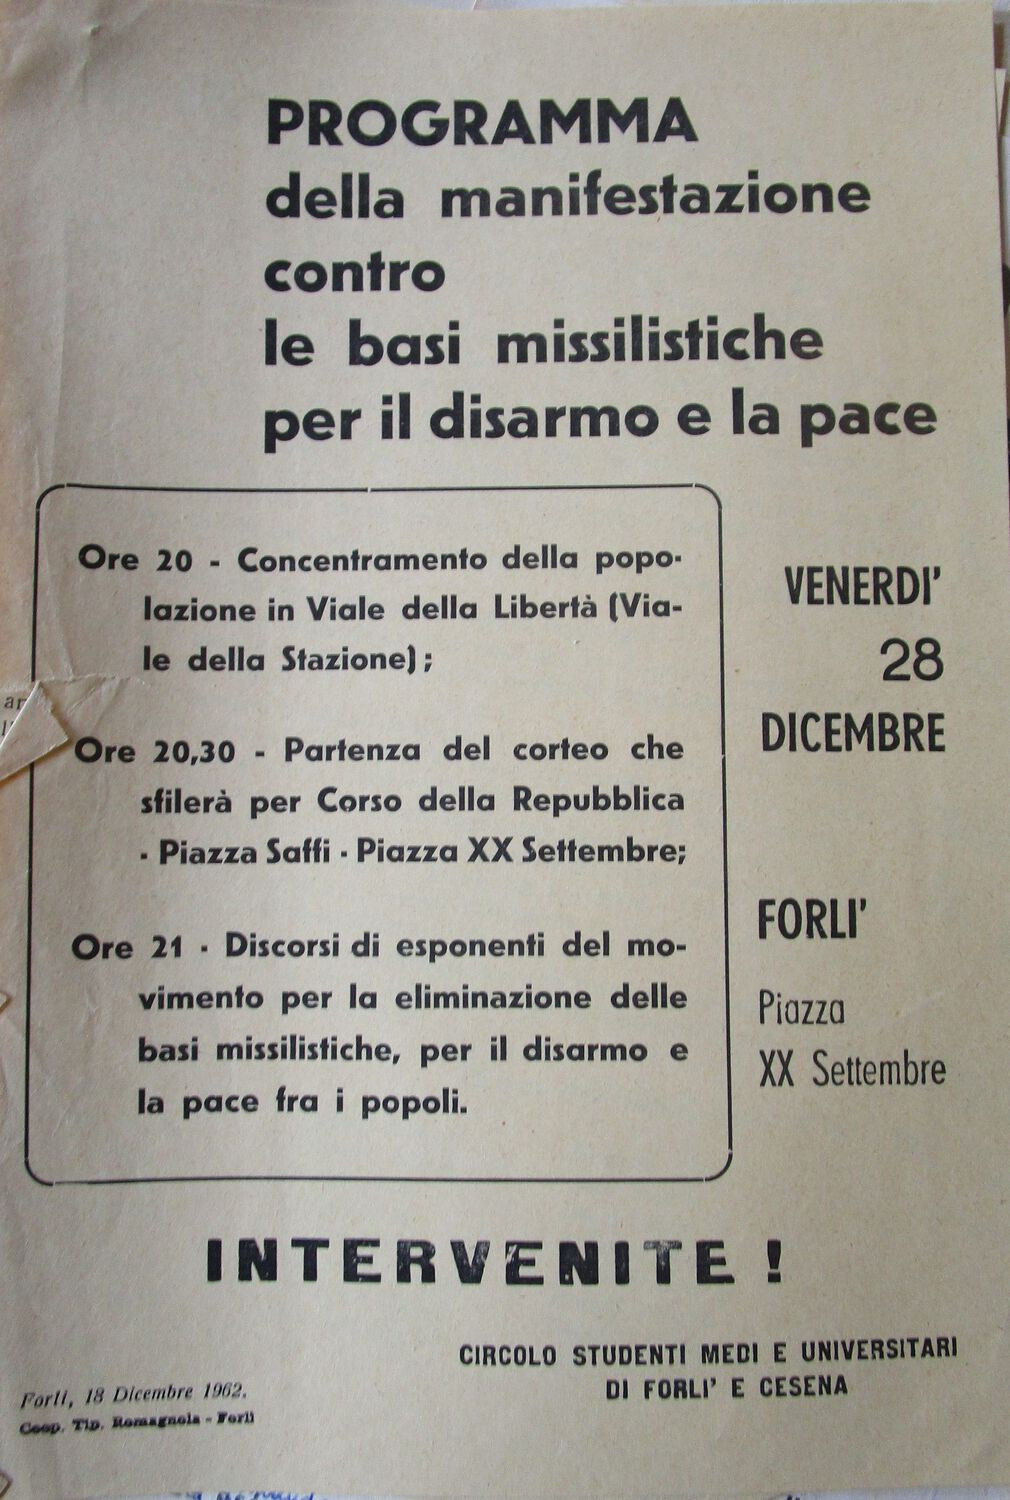 PROGRAMMA
della manifestazione
contro
le basi missilistiche
per il disarmo e la pace
Ore 20 - Concentramento della popo-
lazione in Viale della Libertà (Via-
le della Stazione) ;
Ore 20,30 - Partenza del corteo che
sfilerà per Corso della Repubblica
- Piazza Saffi - Piazza XX Settembre;
Ore 21 - Discorsi di esponenti del mo-
vimento per la eliminazione delle
basi missilistiche, per il disarmo e
la pace fra i popoli.
VENERDI'
28
DICEMBRE
FORLI'
Piazza
XX Settembre
INTERVENITE !
CIRCOLO STUDENTI MEDI E UNIVERSITARI
DI FORLI' E CESENA
Forlì, 18 Dicembre 1962.
Coop. Tip. Romagnola - Forlì